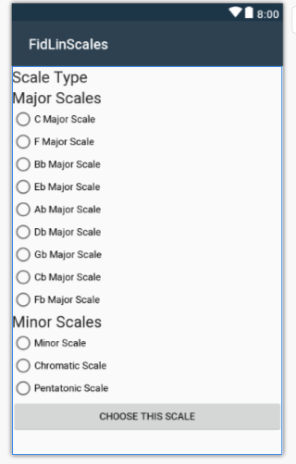 8:00
FidLinScales
Scale Type
Major Scales
C Major Scale
F Major Scale
Bb Major Scale
Eb Major Scale
Ab Major Scale
Db Major Scale
Gb Major Scale
Cb Major Scale
Fb Major Scale
Minor Scales
Minor Scale
Chromatic Scale
Pentatonic Scale
CHOOSE THIS SCALE